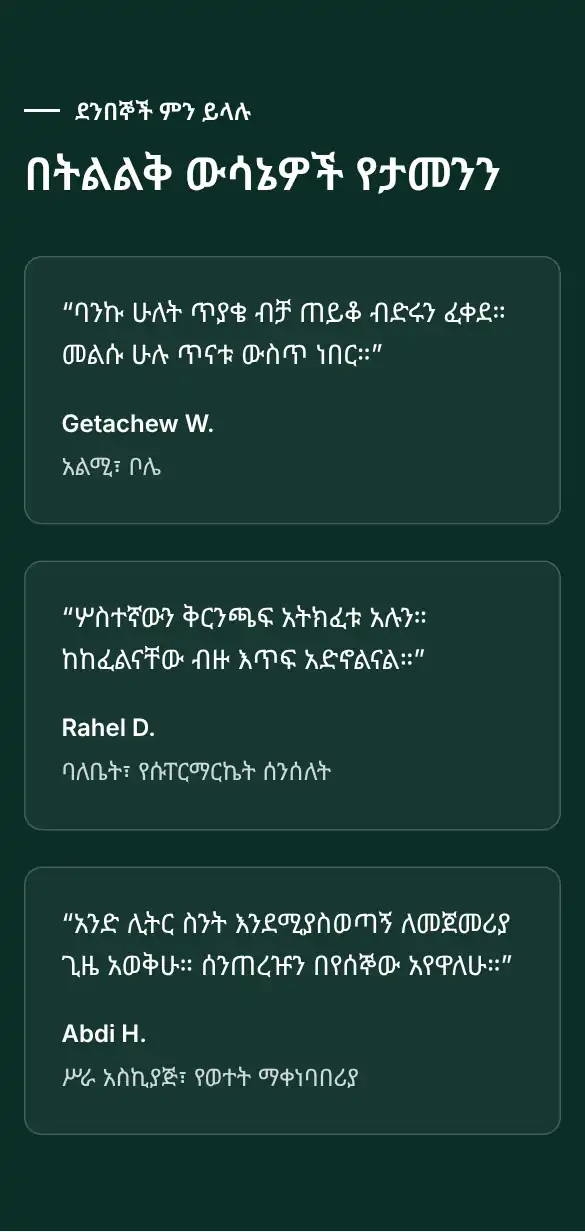 ደንበኞች ምን ይላሉ
በትልልቅ ውሳኔዎች የታመንን
“ባንኩ ሁለት ጥያቄ ብቻ ጠይቆ ብድሩን ፈቀደ።
መልሱ ሁሉ ጥናቱ ውስጥ ነበር።”
Getachew W.
አልሚ፣ ቦሌ
“ሦስተኛውን ቅርንጫፍ አትክፈቱ አሉን።
ከከፈልናቸው ብዙ እጥፍ አድኖልናል።”
Rahel D.
ባለቤት፣ የሱፐርማርኬት ሰንሰለት
“አንድ ሊትር ስንት እንደሚያስወጣኝ ለመጀመሪያ
ጊዜ አወቅሁ። ሰንጠረዡን በየሰኞው አየዋለሁ።”
Abdi H.
ሥራ አስኪያጅ፣ የወተት ማቀነባበሪያ